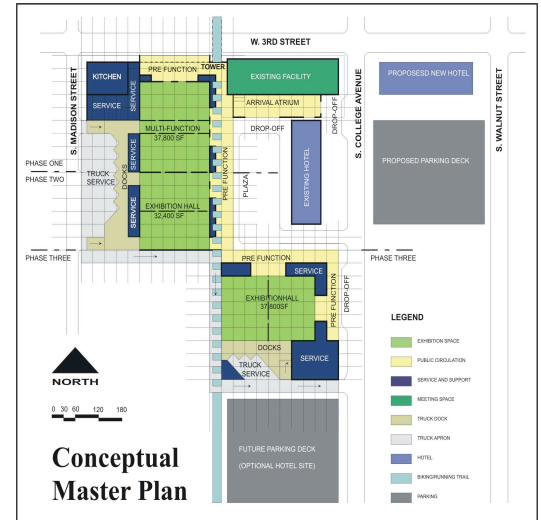 W. 3RD STREET
S. MADISON STREET
S. COLLEGE AVENUE
S. WALNUT STREET
KITCHEN
SERVICE
SERVICE
PRE FUNCTION
TOWER
EXISTING FACILITY
ARRIVAL ATRIUM
DROP-OFF
DROP-OFF
PROPOSESD NEW HOTEL
PROPOSED PARKING DECK
MULTI-FUNCTION
37,800 SF
SERVICE
DOCKS
TRUCK
SERVICE
PHASE ONE
PHASE TWO
PRE FUNCTION
PLAZA
EXISTING HOTEL
EXHIBITION HALL
32,400 SF
SERVICE
PHASE THREE
PHASE THREE
PRE FUNCTION
SERVICE
EXHIBITIONHALL
37,800SF
PRE FUNCTION
DROP-OFF
DOCKS
TRUCK
SERVICE
SERVICE
NORTH
0 30 60 120 180
FUTURE PARKING DECK
(OPTIONAL HOTEL SITE)
Conceptual
Master Plan
LEGEND
EXHIBITION SPACE
PUBLIC CIRCULATION
SERVICE AND SUPPORT
MEETING SPACE
TRUCK DOCK
TRUCK APRON
HOTEL
BIKING/RUNNING TRAIL
PARKING